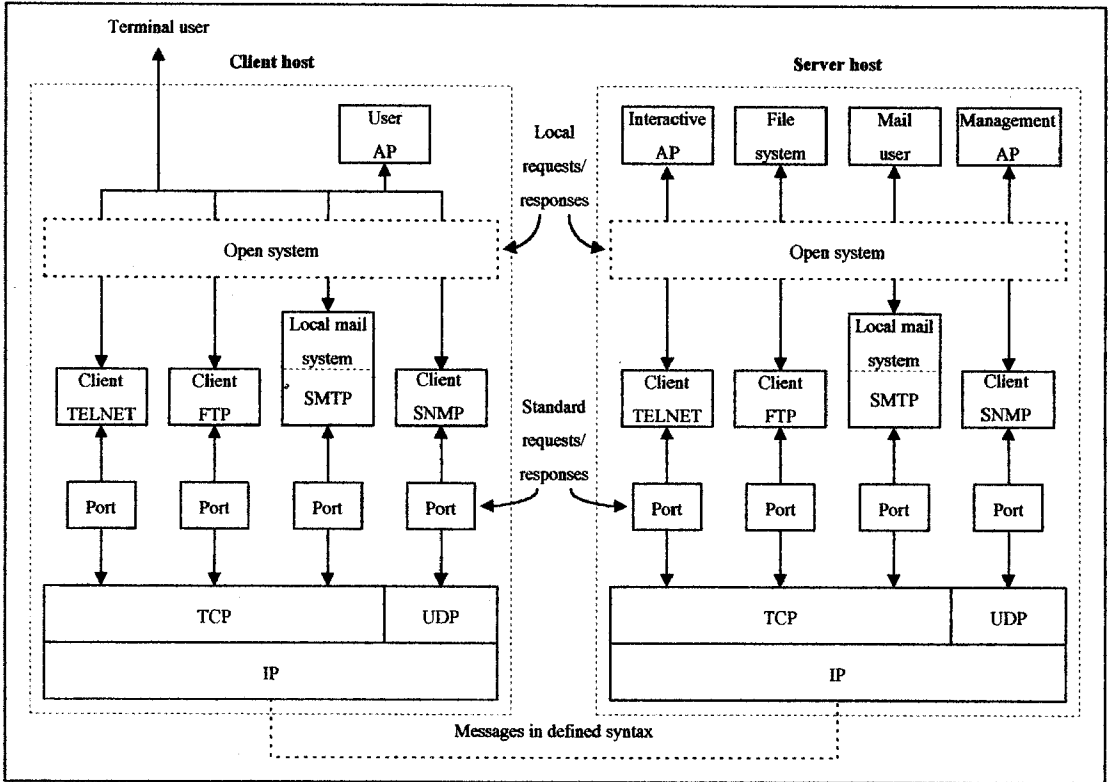 Terminal user
Client host
Server host
User
AP
Local
requests/
responses
Interactive
AP
File
system
Mail
user
Management
AP
Open system
Open system
Client
TELNET
Client
FTP
Local mail
system
SMTP
Client
SNMP
Standard
requests/
responses
Client
TELNET
Client
FTP
Local mail
system
SMTP
Client
SNMP
Port
Port
Port
Port
Port
Port
Port
Port
TCP
UDP
TCP
UDP
IP
IP
Messages in defined syntax